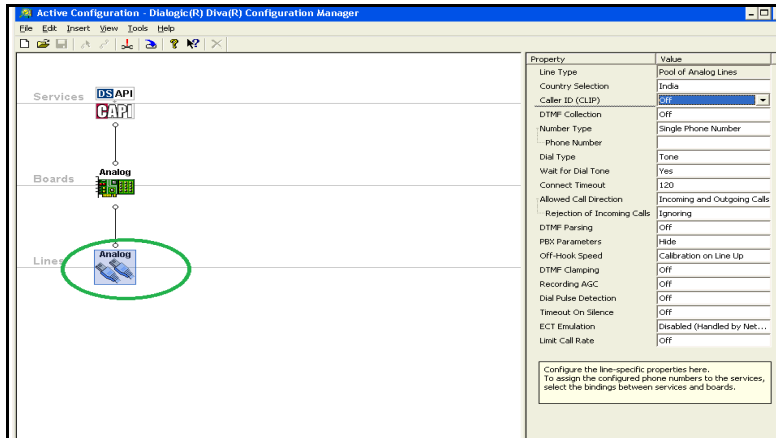 Active Configuration - Dialogic(R) Diva(R) Configuration Manager
File Edit Insert View Tools Help
Services
DSAPI
CAPI
Boards
Analog
Lines
Analog
Property Value
Line Type Pool of Analog Lines
Country Selection India
Caller ID (CLIP) Off
DTMF Collection Off
Number Type Single Phone Number
Phone Number
Dial Type Tone
Wait for Dial Tone Yes
Connect Timeout 120
Allowed Call Direction Incoming and Outgoing Calls
Rejection of Incoming Calls Ignoring
DTMF Parsing Off
PBX Parameters Hide
Off-Hook Speed Calibration on Line Up
DTMF Clamping Off
Recording AGC Off
Dial Pulse Detection Off
Timeout On Silence Off
ECT Emulation Disabled (Handled by Net...
Limit Call Rate Off
Configure the line-specific properties here.
To assign the configured phone numbers to the services,
select the bindings between services and boards.